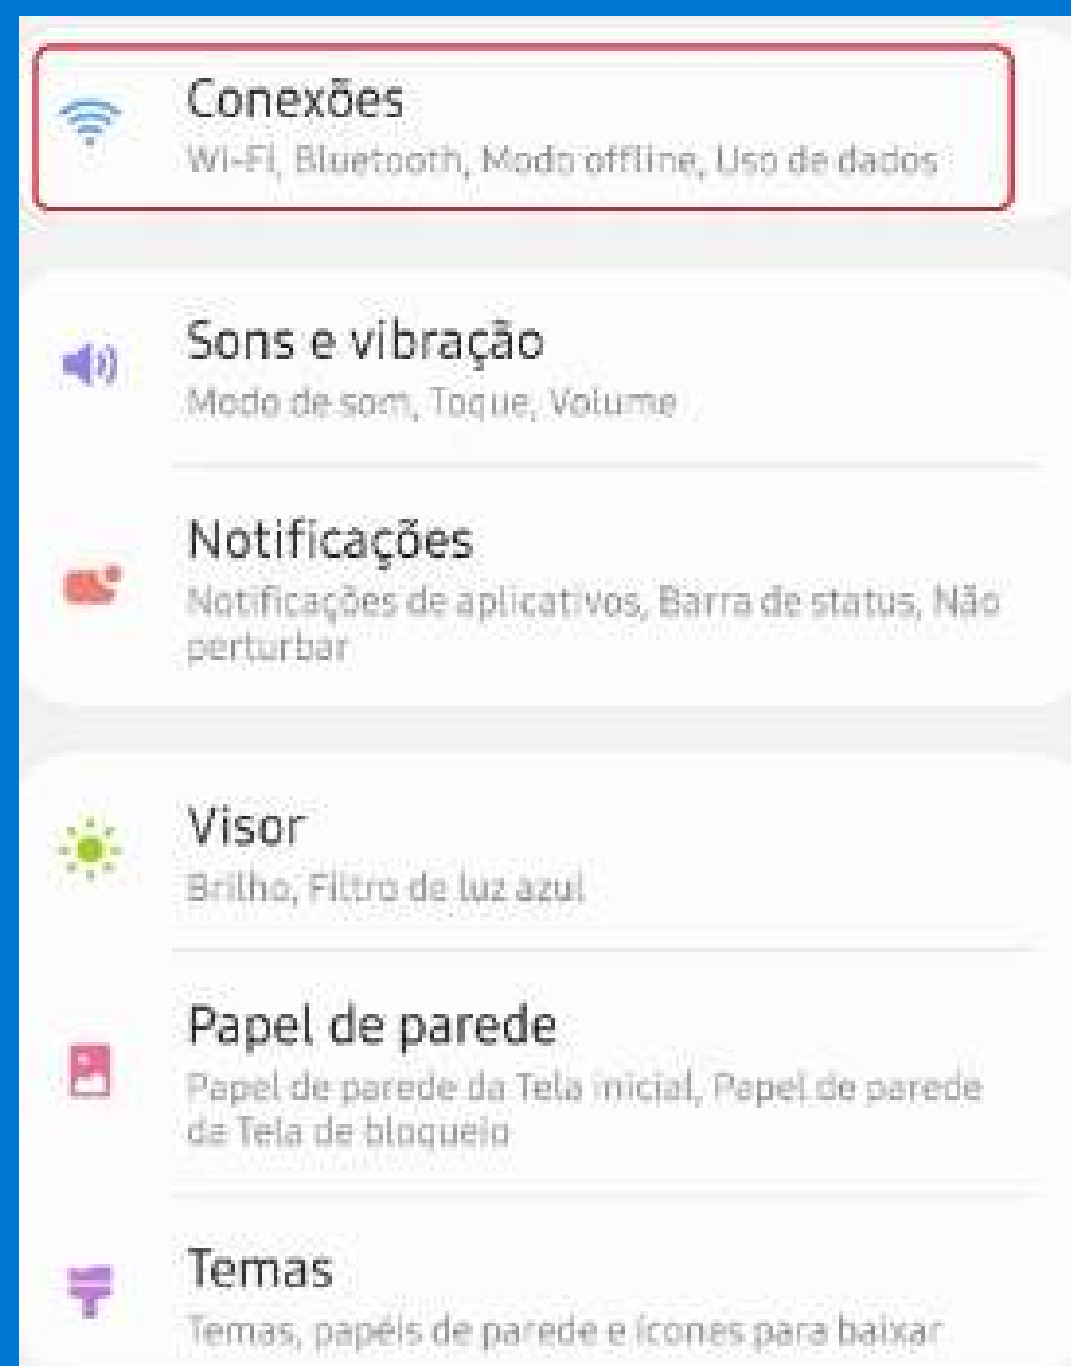 Conexões
Wi-Fi, Bluetooth, Modo offline, Uso de dados
Sons e vibração
Modo de som, Toque, Volume
Notificações
Notificações de aplicativos, Barra de status, Não
perturbar
Visor
Brilho, Filtro de luz azul
Papel de parede
Papel de parede da Tela inicial, Papel de parede
da Tela de bloqueio
Temas
Temas, papéis de parede e ícones para baixar